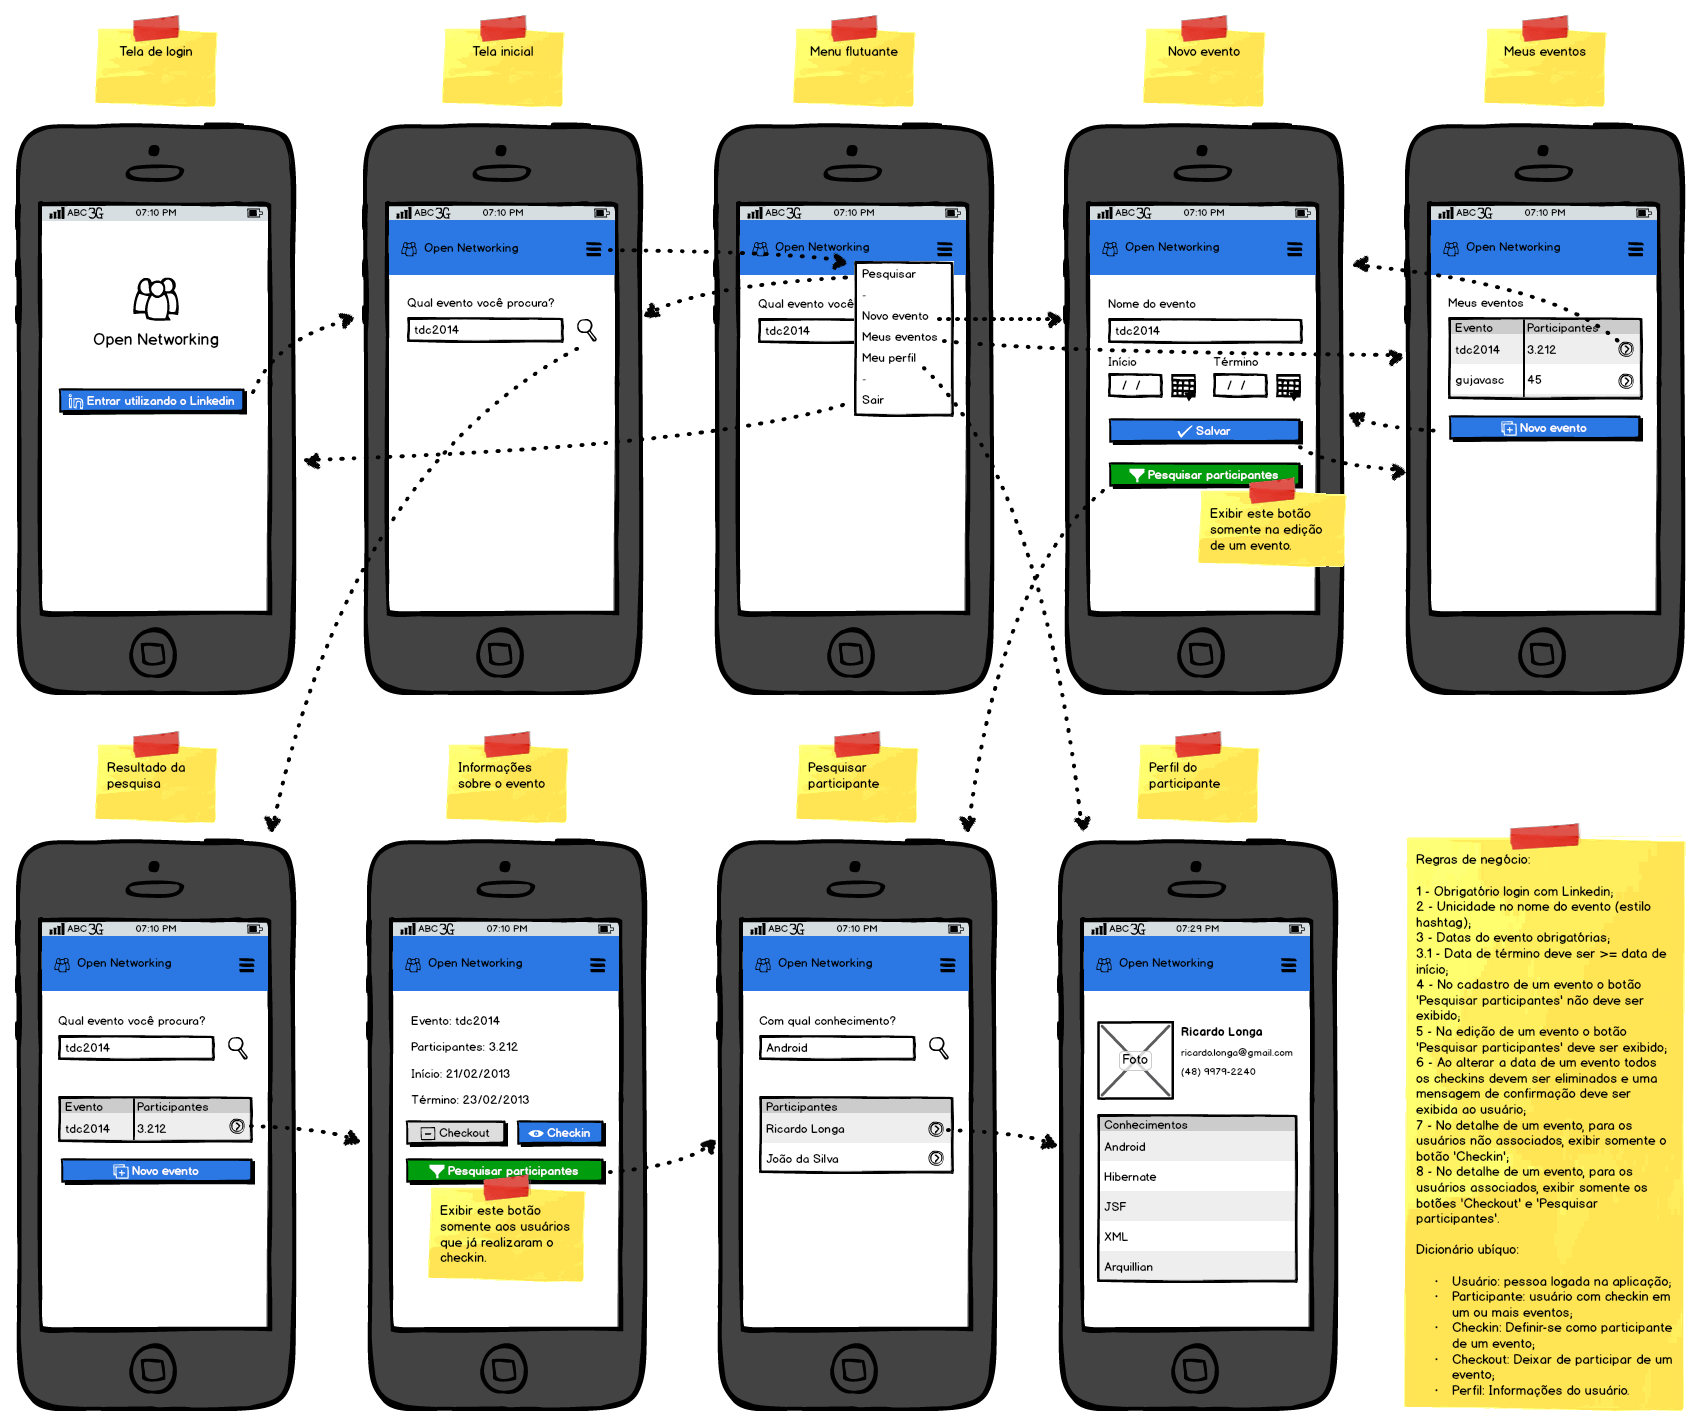 Tela de login
Tela inicial
Menu flutuante
Novo evento
Meus eventos
ABC 3G 07:10 PM
Open Networking
Entrar utilizando o Linkedin
ABC 3G 07:10 PM
Open Networking
Qual evento você procura?
tdc2014
ABC 3G 07:10 PM
Open Networking
Qual evento você
tdc2014
Pesquisar
-
Novo evento
Meus eventos
Meu perfil
-
Sair
ABC 3G 07:10 PM
Open Networking
Nome do evento
tdc2014
Início Término
/ / / /
Salvar
Pesquisar participantes
Exibir este botão
somente na edição
de um evento.
ABC 3G 07:10 PM
Open Networking
Meus eventos
Evento Participantes
tdc2014 3.212
gujavasc 45
Novo evento
Resultado da
pesquisa
Informações
sobre o evento
Pesquisar
participante
Perfil do
participante
ABC 3G 07:10 PM
Open Networking
Qual evento você procura?
tdc2014
Evento Participantes
tdc2014 3.212
Novo evento
ABC 3G 07:10 PM
Open Networking
Evento: tdc2014
Participantes: 3.212
Início: 21/02/2013
Término: 23/02/2013
Checkout Checkin
Pesquisar participantes
Exibir este botão
somente aos usuários
que já realizaram o
checkin.
ABC 3G 07:10 PM
Open Networking
Com qual conhecimento?
Android
Participantes
Ricardo Longa
João da Silva
ABC 3G 07:29 PM
Open Networking
Foto
Ricardo Longa
ricardo.longa@gmail.com
(48) 9979-2240
Conhecimentos
Android
Hibernate
JSF
XML
Arquillian
Regras de negócio:
1 - Obrigatório login com Linkedin;
2 - Unicidade no nome do evento (estilo
hashtag);
3 - Datas do evento obrigatórias;
3.1 - Data de término deve ser >= data de
início;
4 - No cadastro de um evento o botão
'Pesquisar participantes' não deve ser
exibido;
5 - Na edição de um evento o botão
'Pesquisar participantes' deve ser exibido;
6 - Ao alterar a data de um evento todos
os checkins devem ser eliminados e uma
mensagem de confirmação deve ser
exibida ao usuário;
7 - No detalhe de um evento, para os
usuários não associados, exibir somente o
botão 'Checkin';
8 - No detalhe de um evento, para os
usuários associados, exibir somente os
botões 'Checkout' e 'Pesquisar
participantes'.
Dicionário ubíquo:
· Usuário: pessoa logada na aplicação;
· Participante: usuário com checkin em
um ou mais eventos;
· Checkin: Definir-se como participante
de um evento;
· Checkout: Deixar de participar de um
evento;
· Perfil: Informações do usuário.